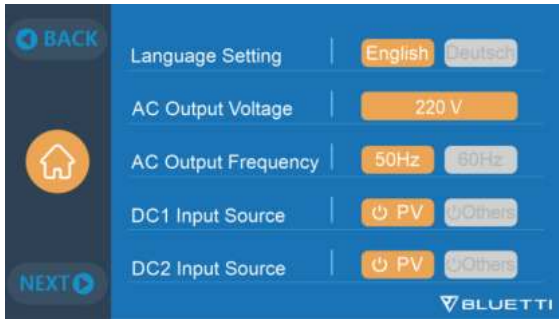 BACK
Language Setting English Deutsch
AC Output Voltage 220 V
AC Output Frequency 50Hz 60Hz
DC1 Input Source PV Others
DC2 Input Source PV Others
NEXT
BLUETTI